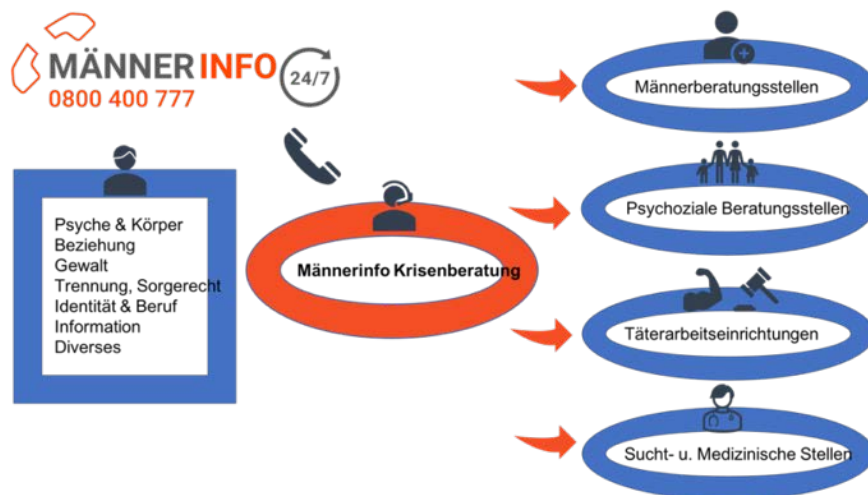 MÄNNERINFO
0800 400 777
24/7
Psyche & Körper
Beziehung
Gewalt
Trennung, Sorgerecht
Identität & Beruf
Information
Diverses
Männerinfo Krisenberatung
Männerberatungsstellen
Psychoziale Beratungsstellen
Täterarbeitseinrichtungen
Sucht- u. Medizinische Stellen